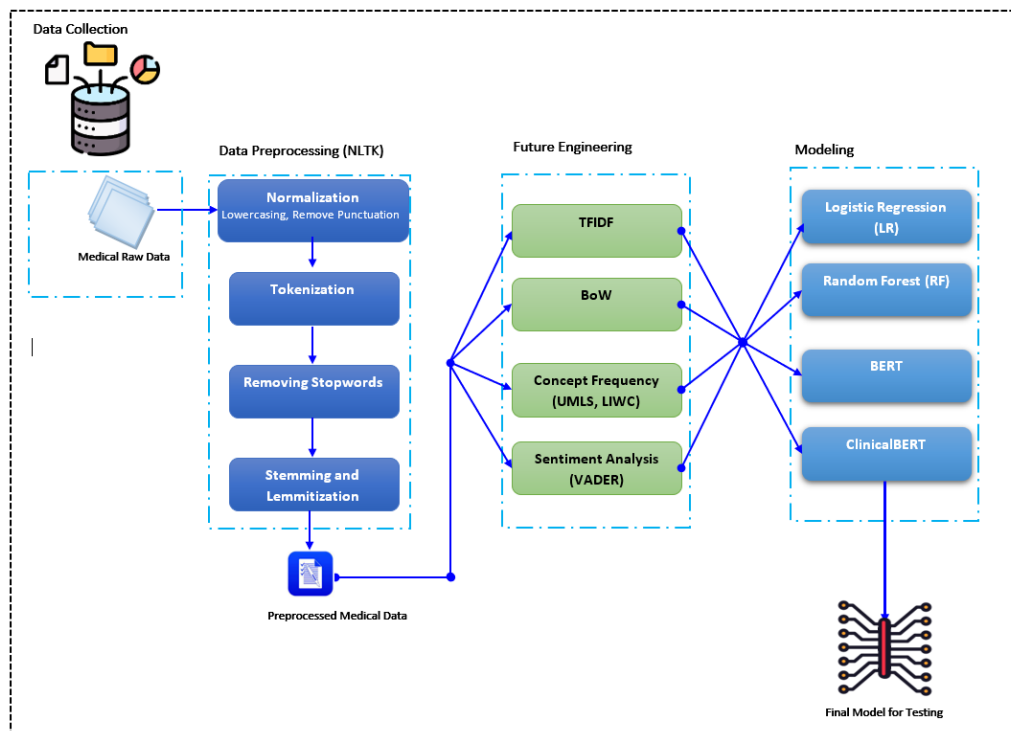 Data Collection
Medical Raw Data
Data Preprocessing (NLTK)
Normalization
Lowercasing, Remove Punctuation
Tokenization
Removing Stopwords
Stemming and
Lemmitization
Preprocessed Medical Data
Future Engineering
TFIDF
BoW
Concept Frequency
(UMLS, LIWC)
Sentiment Analysis
(VADER)
Modeling
Logistic Regression
(LR)
Random Forest (RF)
BERT
ClinicalBERT
Final Model for Testing